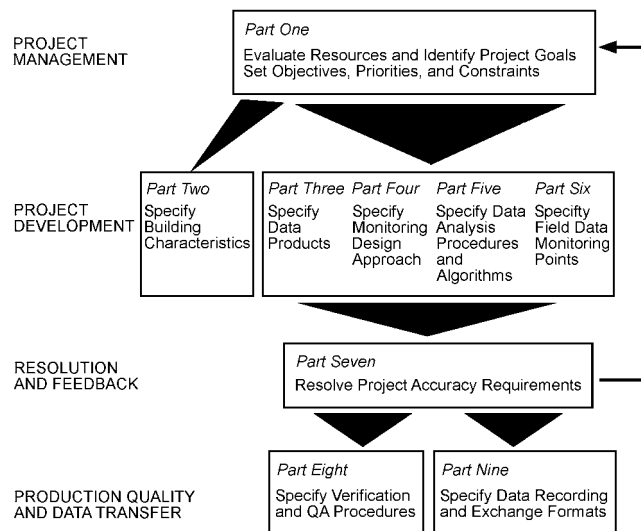 PROJECT
MANAGEMENT
Part One
Evaluate Resources and Identify Project Goals
Set Objectives, Priorities, and Constraints
PROJECT
DEVELOPMENT
Part Two
Specify
Building
Characteristics
Part Three
Specify
Data
Products
Part Four
Specify
Monitoring
Design
Approach
Part Five
Specify Data
Analysis
Procedures
and
Algorithms
Part Six
Specifty
Field Data
Monitoring
Points
RESOLUTION
AND FEEDBACK
Part Seven
Resolve Project Accuracy Requirements
PRODUCTION QUALITY
AND DATA TRANSFER
Part Eight
Specify Verification
and QA Procedures
Part Nine
Specify Data Recording
and Exchange Formats